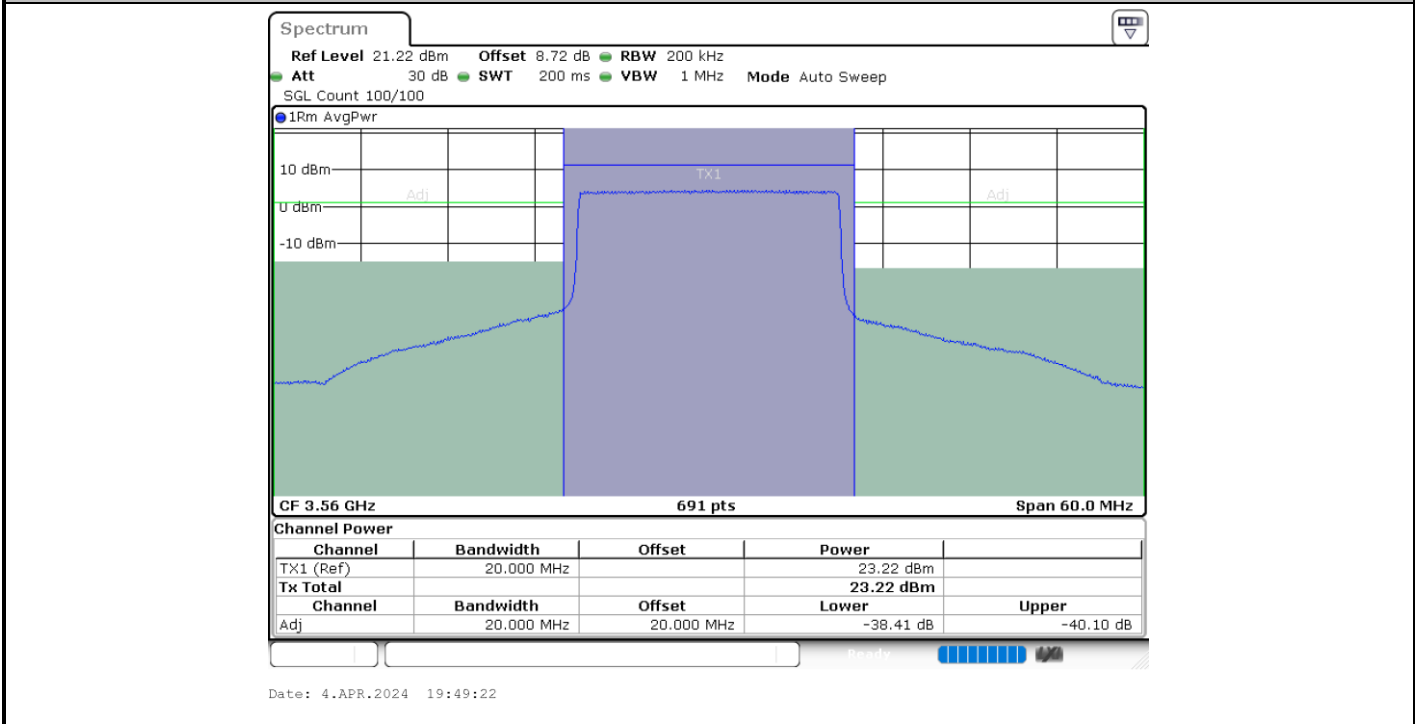 Spectrum
Ref Level 21.22 dBm Offset 8.72 dB RBW 200 kHz
Att 30 dB SWT 200 ms VBW 1 MHz Mode Auto Sweep
SGL Count 100/100
1Rm AvgPwr
10 dBm
TX1
Adj Adj
0 dBm
-10 dBm
CF 3.56 GHz 691 pts Span 60.0 MHz
Channel Power
Channel Bandwidth Offset Power
TX1 (Ref) 20.000 MHz 23.22 dBm
Tx Total 23.22 dBm
Channel Bandwidth Offset Lower Upper
Adj 20.000 MHz 20.000 MHz -38.41 dB -40.10 dB
Ready
Date: 4.APR.2024 19:49:22